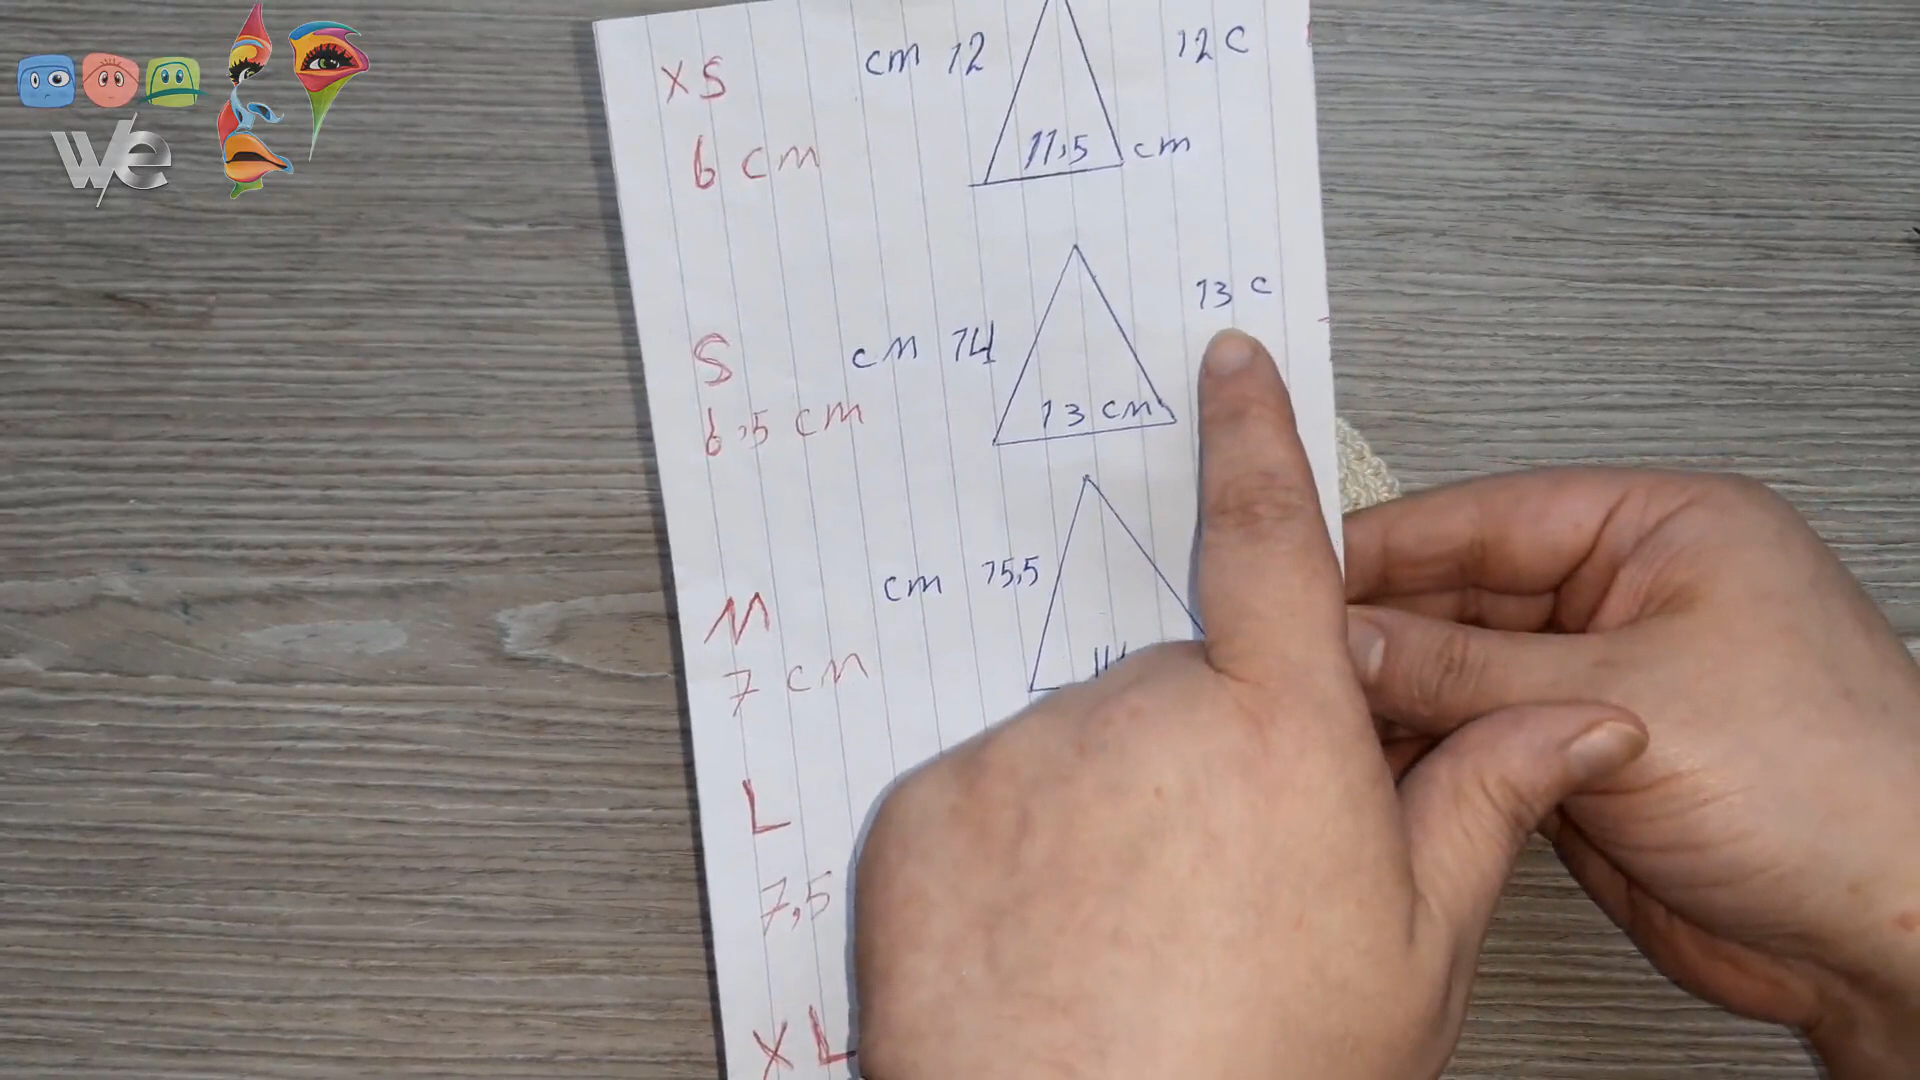 XS cm 12 12 c
6 cm 11,5 cm
S cm 14 13 c
6,5 cm 13 cm
M cm 15,5
7 cm
L
7,5
XL
we